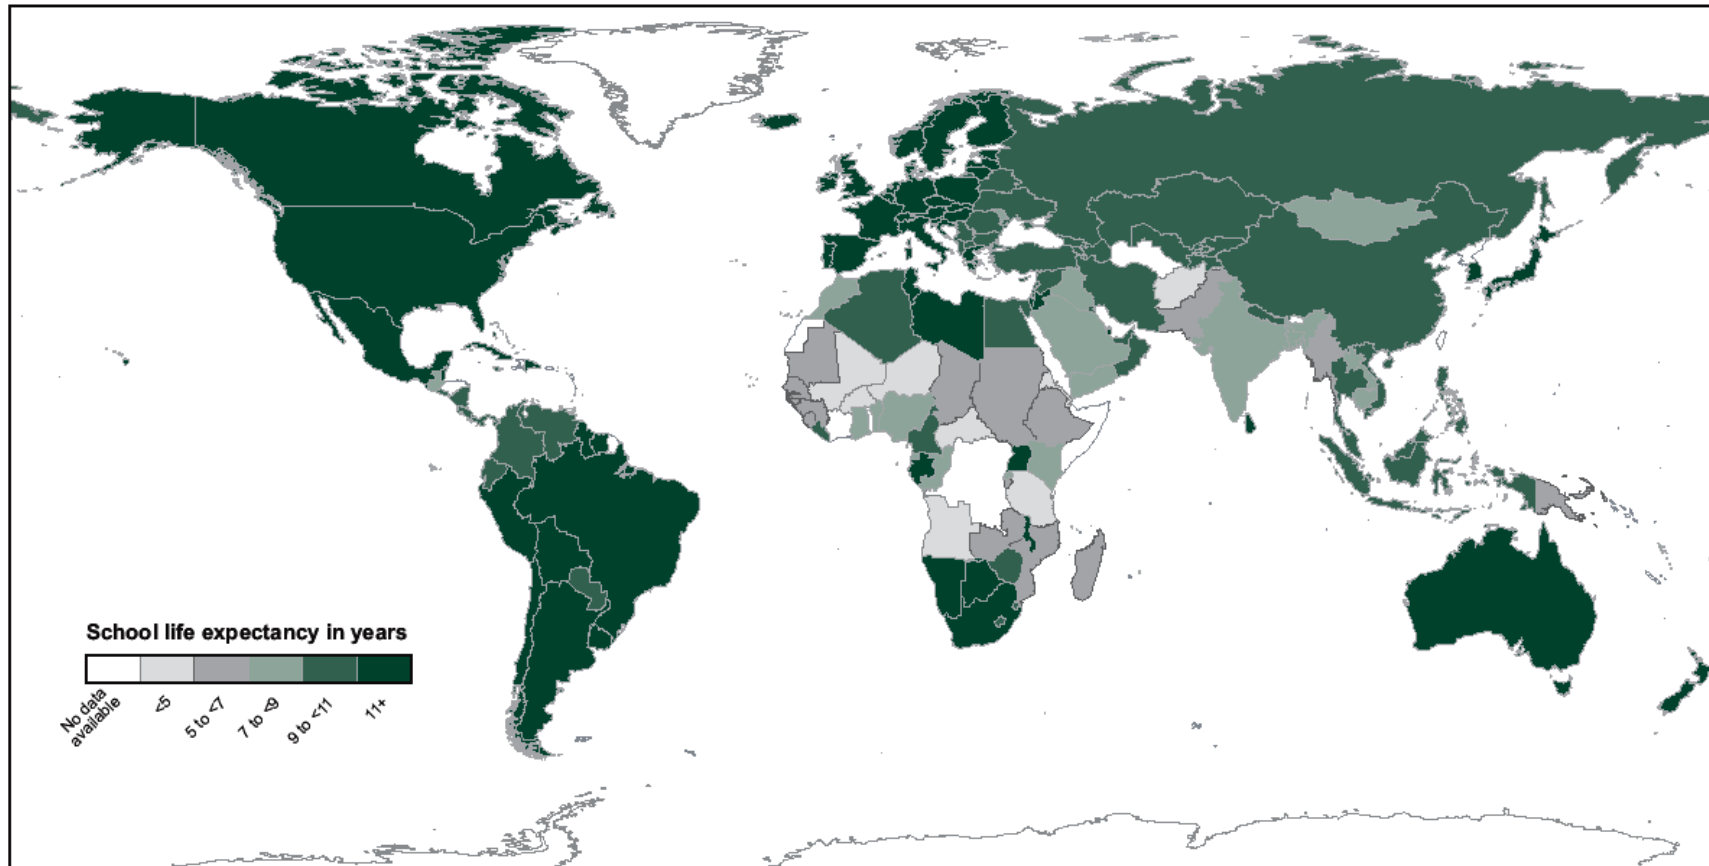 School life expectancy in years
No data
available
<5
5 to <7
7 to <9
9 to <11
11+